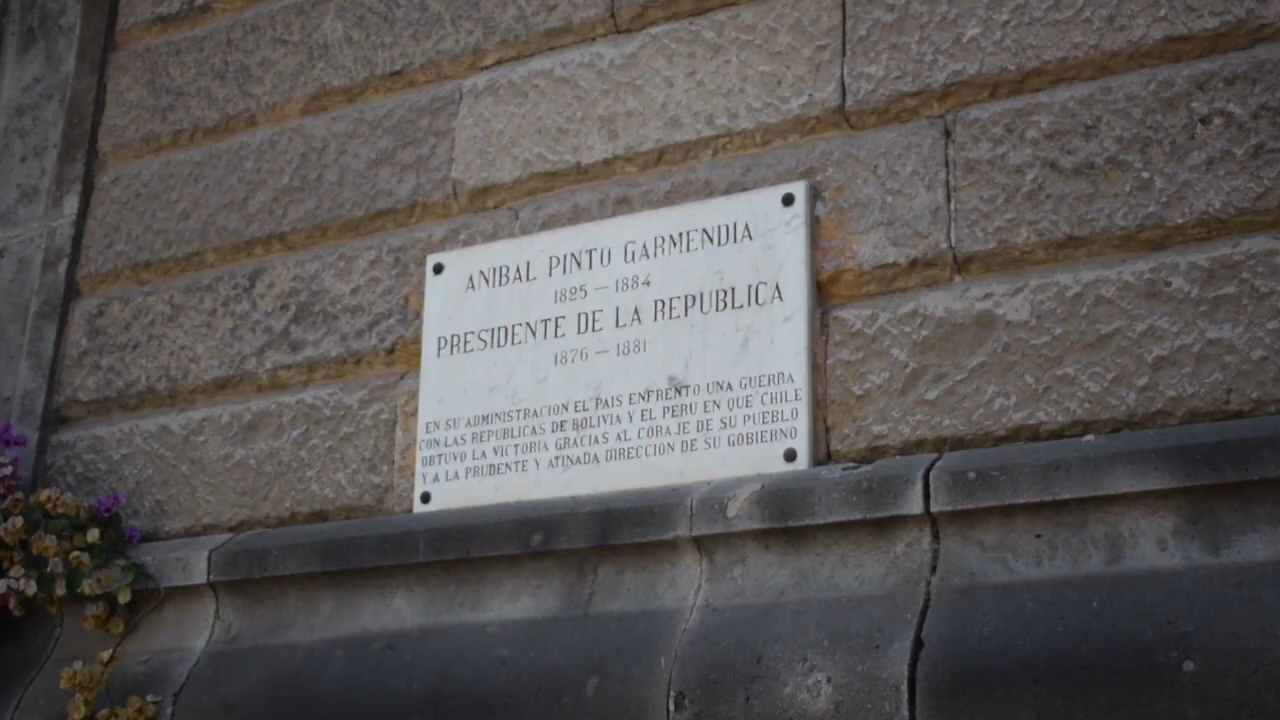 ANIBAL PINTO GARMENDIA
1825 – 1884
PRESIDENTE DE LA REPUBLICA
1876 – 1881
EN SU ADMINISTRACION EL PAIS ENFRENTO UNA GUERRA
CON LAS REPUBLICAS DE BOLIVIA Y EL PERU EN QUE CHILE
OBTUVO LA VICTORIA GRACIAS AL CORAJE DE SU PUEBLO
Y A LA PRUDENTE Y ATINADA DIRECCION DE SU GOBIERNO